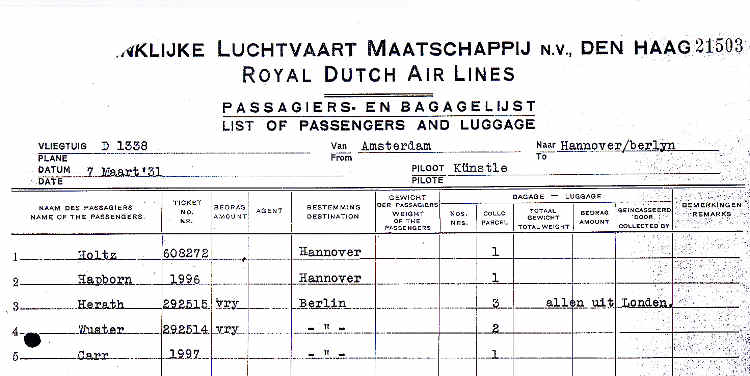 NKLIJKE LUCHTVAART MAATSCHAPPIJ N.V., DEN HAAG 21503
ROYAL DUTCH AIR LINES
PASSAGIERS- EN BAGAGELIJST
LIST OF PASSENGERS AND LUGGAGE
VLIEGTUIG D 1338 Van Amsterdam Naar Hannover/berlyn
PLANE From To
DATUM 7 Maart'31 PILOOT Künstle
DATE PILOTE
NAAM DES PASSAGIERS NAME OF THE PASSENGERS TICKET NO. NR. BEDRAG AMOUNT AGENT BESTEMMING DESTINATION GEWICHT DER PASSAGIERS WEIGHT OF THE PASSENGERS BAGAGE — LUGGAGE NOS. NRS. COLLO PARCEL TOTAAL GEWICHT TOTAL WEIGHT BEDRAG AMOUNT GEINCASSEERD DOOR COLLECTED BY BEMERKINGEN REMARKS
1 Holtz 608272 Hannover 1
2 Hapborn 1996 Hannover 1
3 Herath 292515 vry Berlin 3 allen uit Londen.
4 Wuster 292514 vry - " - 2
5 Carr 1997 - " - 1